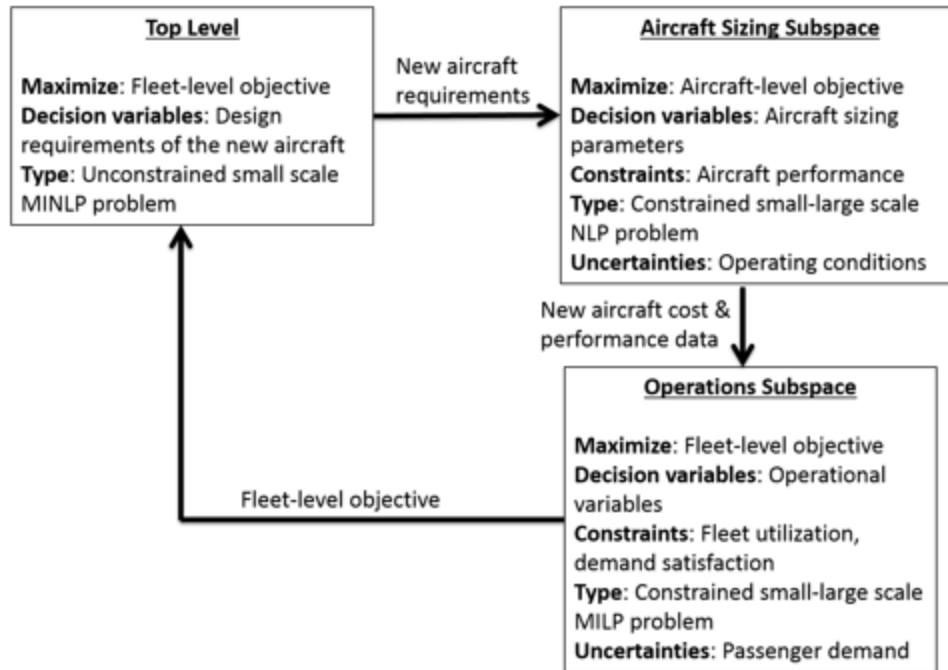 Top Level
Maximize: Fleet-level objective
Decision variables: Design
requirements of the new aircraft
Type: Unconstrained small scale
MINLP problem
New aircraft
requirements
Aircraft Sizing Subspace
Maximize: Aircraft-level objective
Decision variables: Aircraft sizing
parameters
Constraints: Aircraft performance
Type: Constrained small-large scale
NLP problem
Uncertainties: Operating conditions
New aircraft cost &
performance data
Operations Subspace
Maximize: Fleet-level objective
Decision variables: Operational
variables
Constraints: Fleet utilization,
demand satisfaction
Type: Constrained small-large scale
MILP problem
Uncertainties: Passenger demand
Fleet-level objective